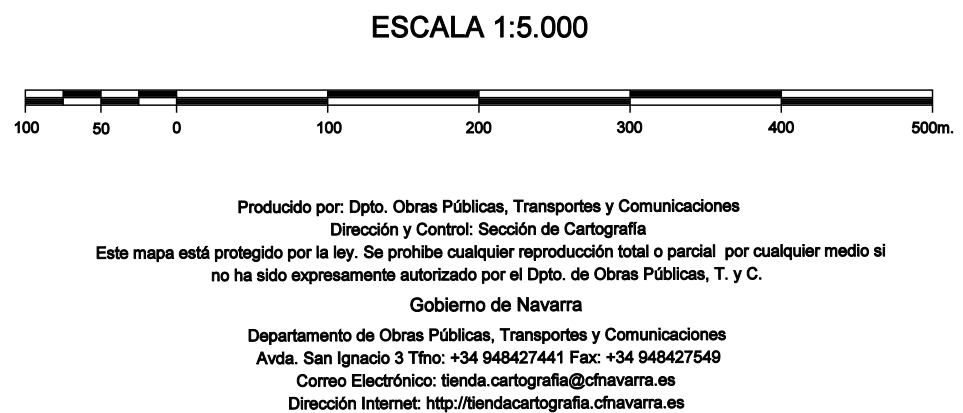 ESCALA 1:5.000
100 50 0 100 200 300 400 500m.
Producido por: Dpto. Obras Públicas, Transportes y Comunicaciones
Dirección y Control: Sección de Cartografía
Este mapa está protegido por la ley. Se prohibe cualquier reproducción total o parcial por cualquier medio si
no ha sido expresamente autorizado por el Dpto. de Obras Públicas, T. y C.
Gobierno de Navarra
Departamento de Obras Públicas, Transportes y Comunicaciones
Avda. San Ignacio 3 Tfno: +34 948427441 Fax: +34 948427549
Correo Electrónico: tienda.cartografia@cfnavarra.es
Dirección Internet: http://tiendacartografia.cfnavarra.es